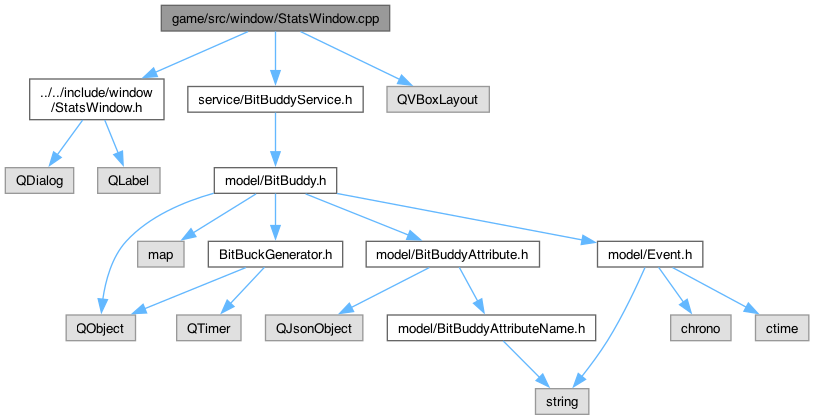 game/src/window/StatsWindow.cpp
../../include/window
/StatsWindow.h
service/BitBuddyService.h
QVBoxLayout
QDialog
QLabel
model/BitBuddy.h
map
BitBuckGenerator.h
model/BitBuddyAttribute.h
model/Event.h
QObject
QTimer
QJsonObject
model/BitBuddyAttributeName.h
chrono
ctime
string